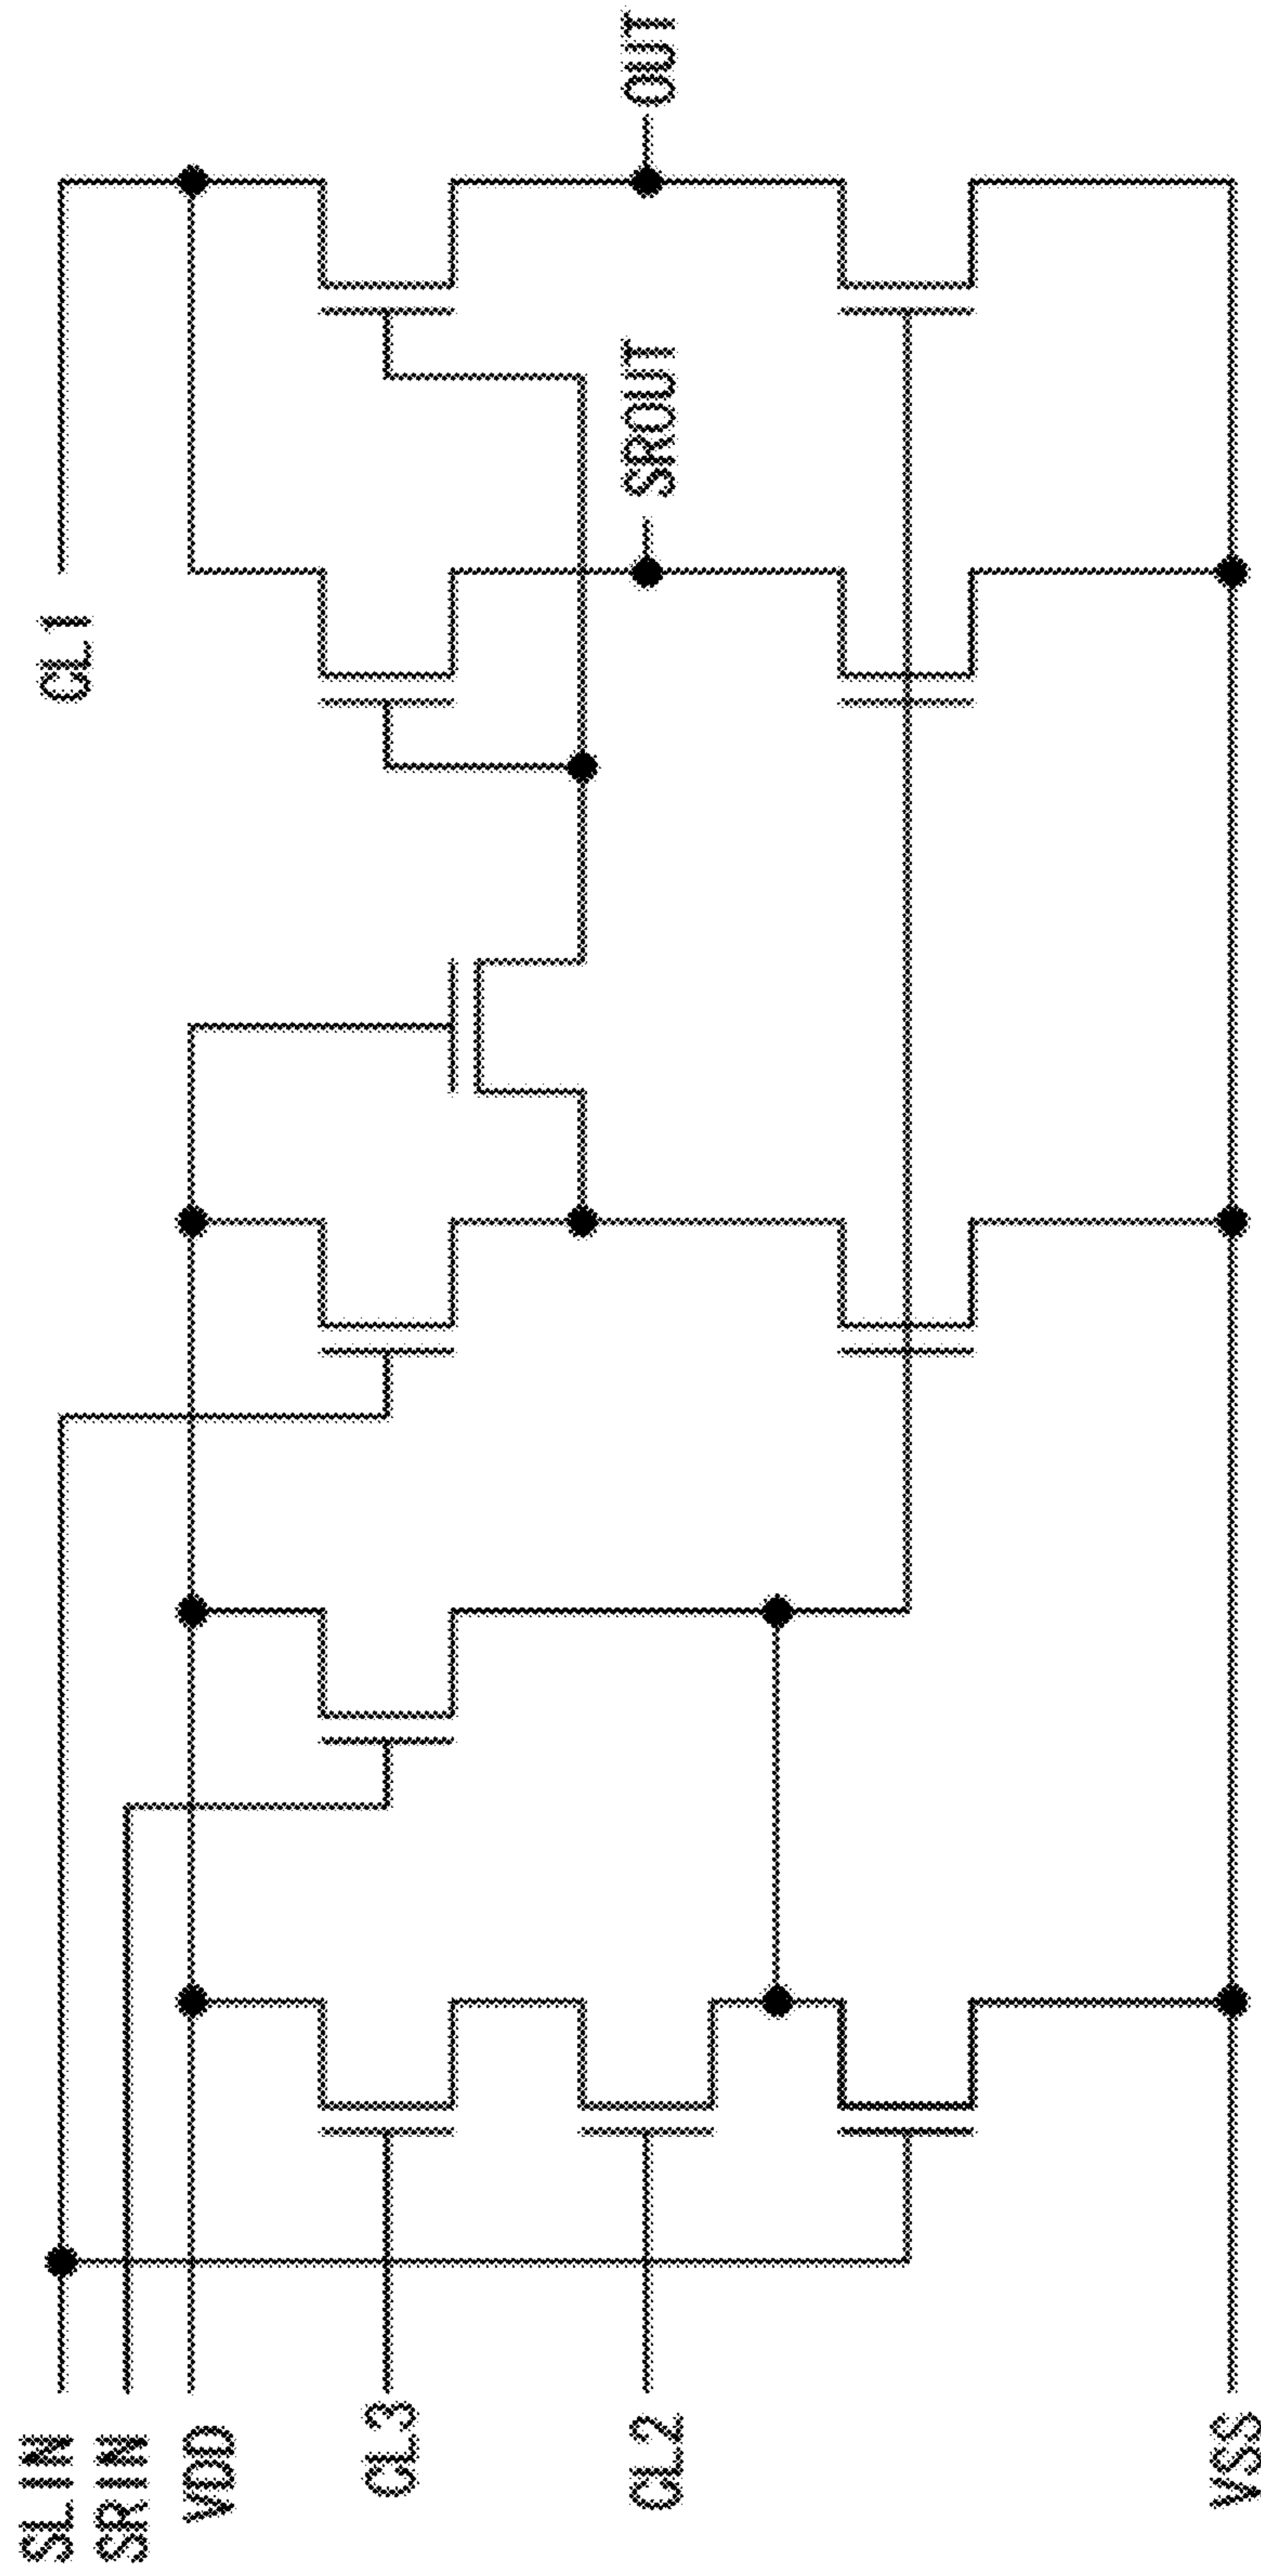 SLIN
SRIN
VDD
CL3
CL2
VSS
CL1
SROUT
OUT